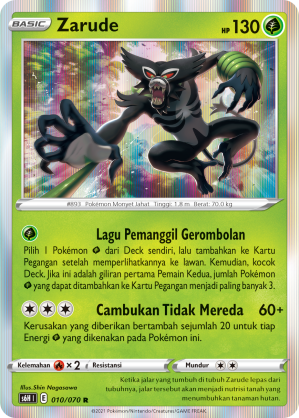 BASIC Zarude HP 130
#893 Pokémon Monyet Jahat Tinggi: 1.8 m Berat: 70.0 kg
Lagu Pemanggil Gerombolan
Pilih 1 Pokémon dari Deck sendiri, lalu tambahkan ke Kartu
Pegangan setelah memperlihatkannya ke lawan. Kemudian, kocok
Deck. Jika ini adalah giliran pertama Pemain Kedua, jumlah Pokémon
yang dapat ditambahkan ke Kartu Pegangan menjadi paling banyak 3.
Cambukan Tidak Mereda 60+
Kerusakan yang diberikan bertambah sejumlah 20 untuk tiap
Energi yang dikenakan pada Pokémon ini.
Kelemahan ×2 Resistansi Mundur
Illus. Shin Nagasawa
S6H I E 010/070 R
Ketika jalur yang tumbuh di tubuh Zarude lepas dari
tubuhnya, jalur tersebut menjadi nutrisi yang
menumbuhkan tanaman hutan.
©2021 Pokémon/Nintendo/Creatures/GAME FREAK